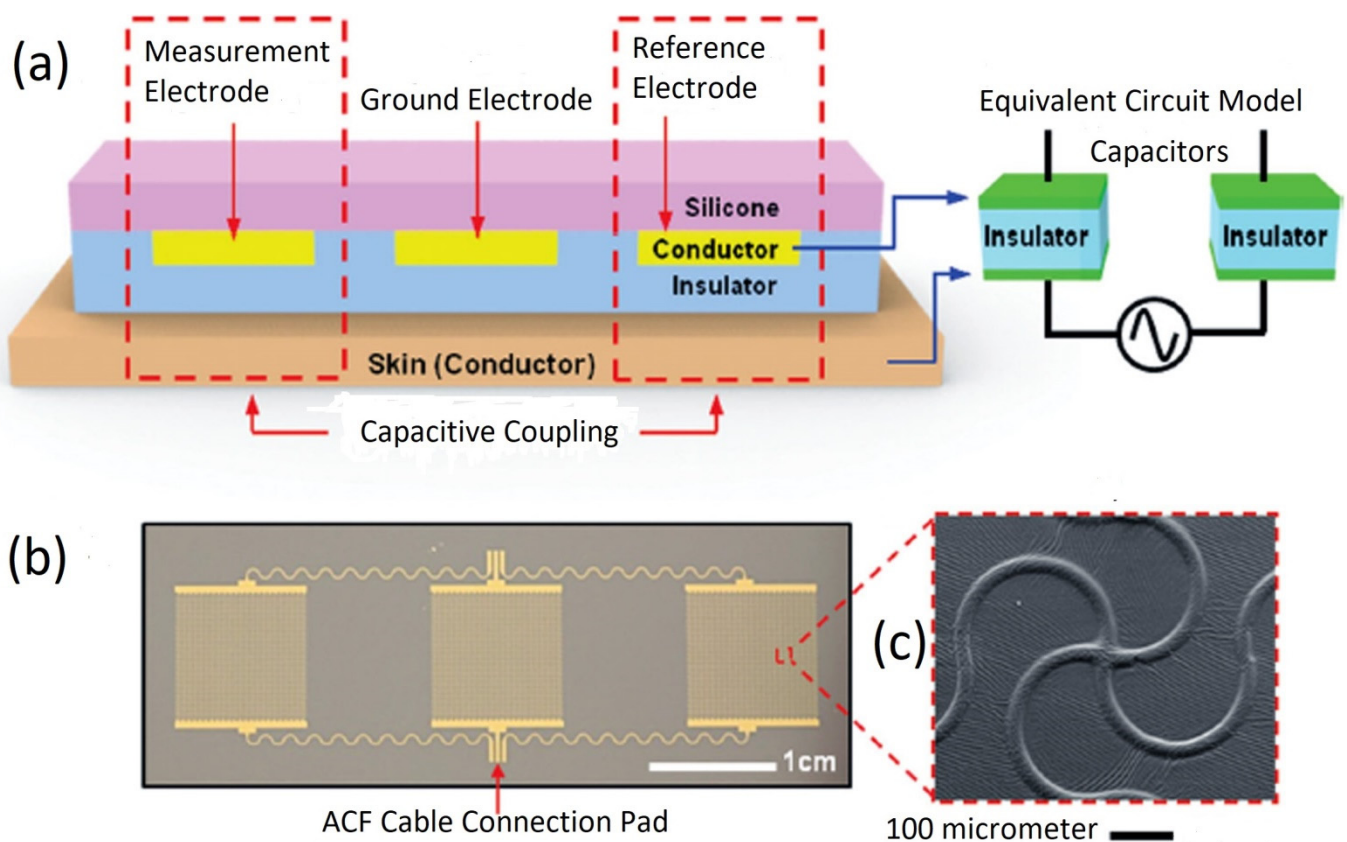 (a)
Measurement
Electrode
Ground Electrode
Reference
Electrode
Equivalent Circuit Model
Capacitors
Silicone
Conductor
Insulator
Insulator
Insulator
Skin (Conductor)
Capacitive Coupling
(b)
1cm
ACF Cable Connection Pad
(c)
100 micrometer